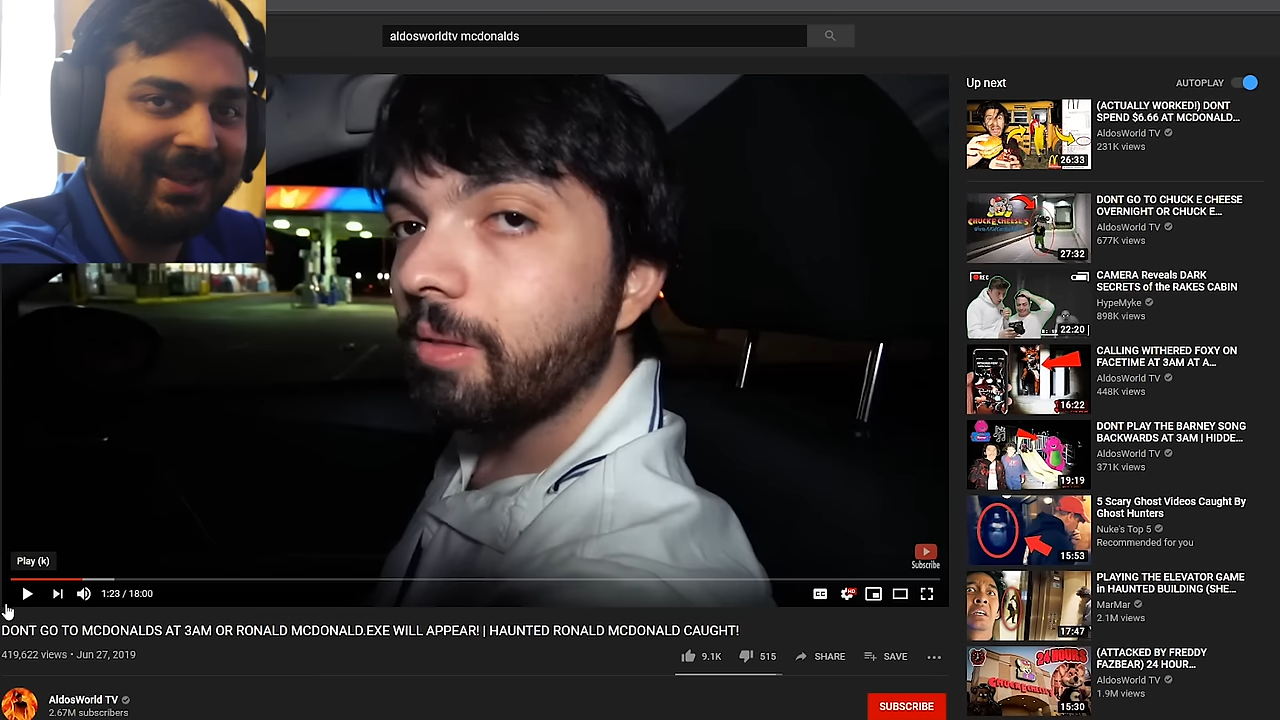 aldosworldtv mcdonalds
Up next
AUTOPLAY
(ACTUALLY WORKED!) DONT
SPEND $6.66 AT MCDONALD...
AldosWorld TV
231K views
26:33
CHUCK E CHEESE'S
DONT GO TO CHUCK E CHEESE
OVERNIGHT OR CHUCK E...
AldosWorld TV
677K views
27:32
REC
CAMERA Reveals DARK
SECRETS of the RAKES CABIN
HypeMyke
898K views
22:20
CALLING WITHERED FOXY ON
FACETIME AT 3AM AT A...
AldosWorld TV
448K views
16:22
DONT PLAY THE BARNEY SONG
BACKWARDS AT 3AM | HIDDE...
AldosWorld TV
371K views
19:19
5 Scary Ghost Videos Caught By
Ghost Hunters
Nuke's Top 5
Recommended for you
15:53
PLAYING THE ELEVATOR GAME
in HAUNTED BUILDING (SHE...
MarMar
2.1M views
17:47
24 HOURS
(ATTACKED BY FREDDY
FAZBEAR) 24 HOUR...
AldosWorld TV
1.9M views
15:30
Subscribe
Play (k)
1:23 / 18:00
CC
HD
DONT GO TO MCDONALDS AT 3AM OR RONALD MCDONALD.EXE WILL APPEAR! | HAUNTED RONALD MCDONALD CAUGHT!
419,622 views • Jun 27, 2019
9.1K
515
SHARE
SAVE
AldosWorld TV
2.67M subscribers
SUBSCRIBE